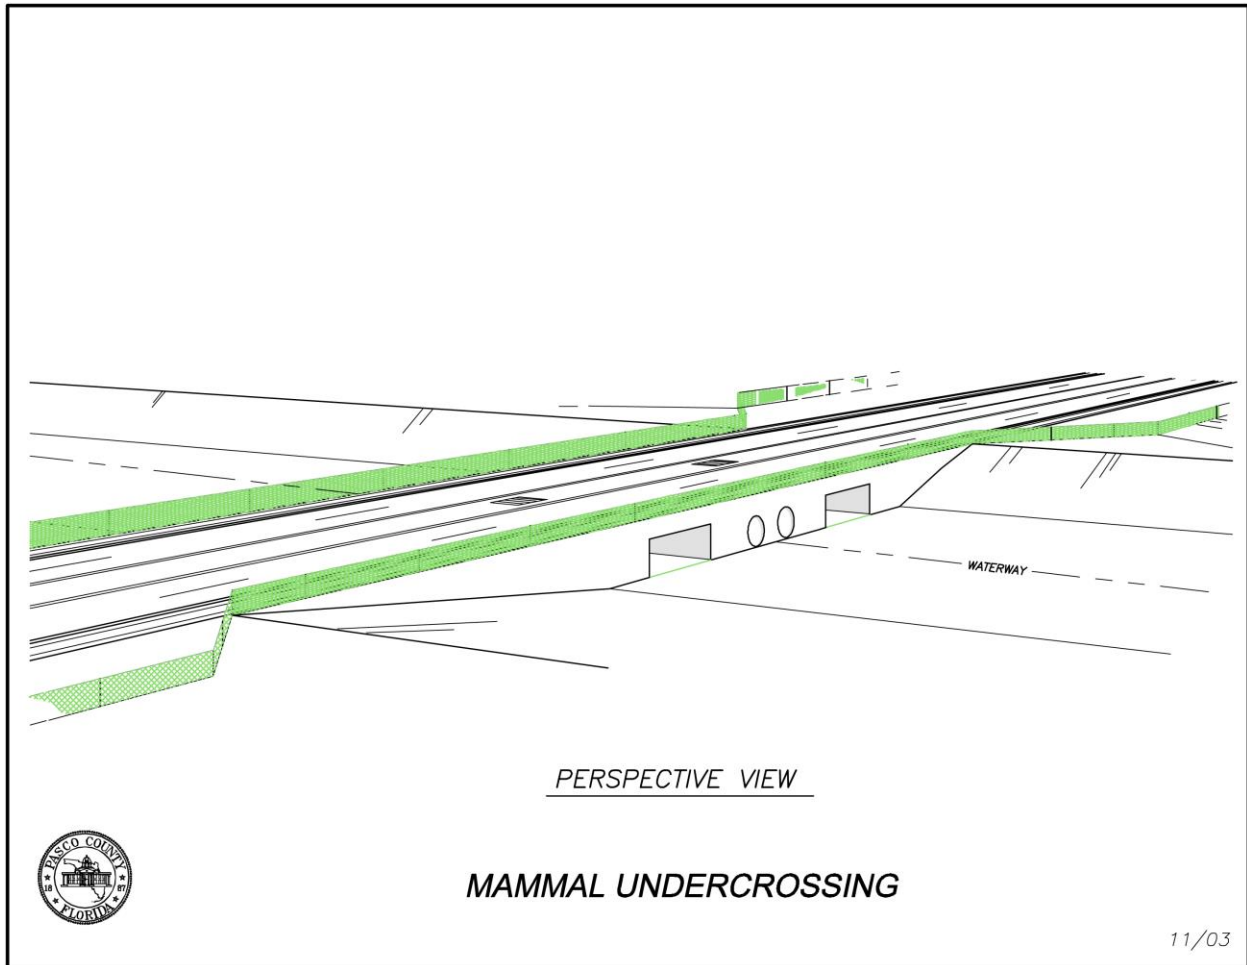 WATERWAY
PERSPECTIVE VIEW
PASCO COUNTY
18 87
FLORIDA
MAMMAL UNDERCROSSING
11/03